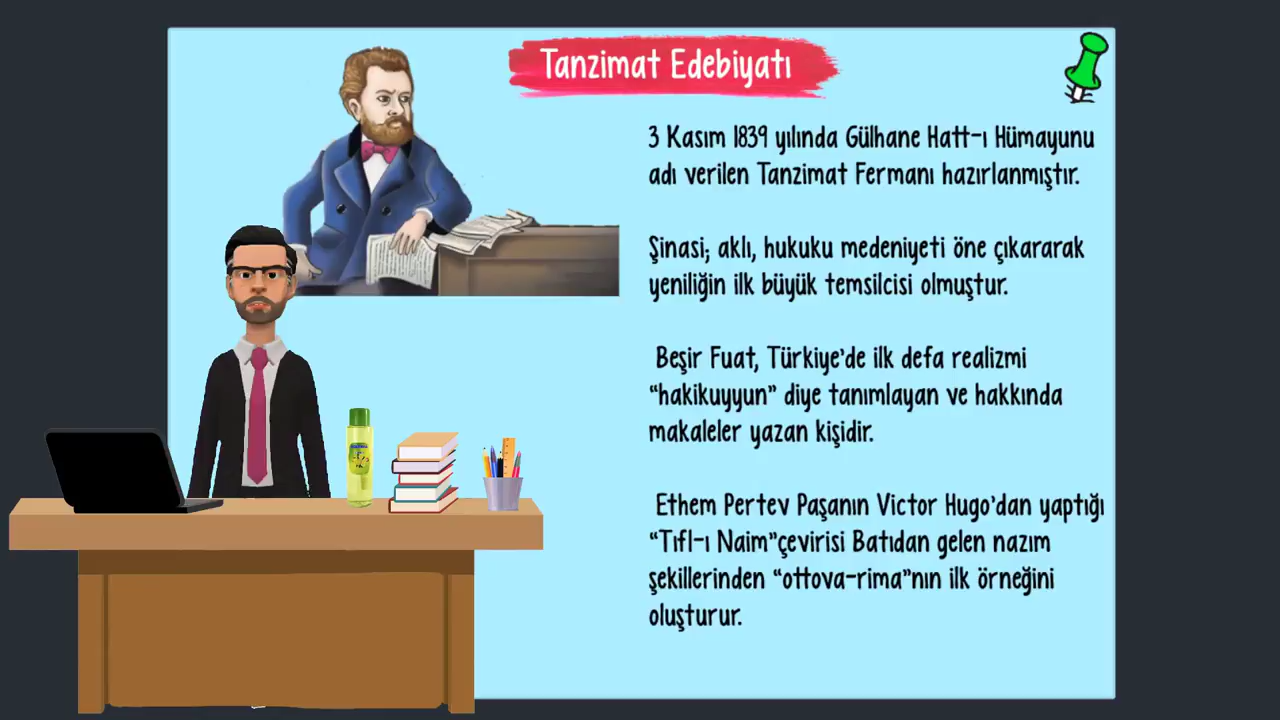 Tanzimat Edebiyatı
3 Kasım 1839 yılında Gülhane Hatt-ı Hümayunu
adı verilen Tanzimat Fermanı hazırlanmıştır.
Şinasi; aklı, hukuku medeniyeti öne çıkararak
yeniliğin ilk büyük temsilcisi olmuştur.
Beşir Fuat, Türkiye'de ilk defa realizmi
“hakikuyyun” diye tanımlayan ve hakkında
makaleler yazan kişidir.
Ethem Pertev Paşanın Victor Hugo'dan yaptığı
“Tıfl-ı Naim”çevirisi Batıdan gelen nazım
şekillerinden “ottova-rima”nın ilk örneğini
oluşturur.